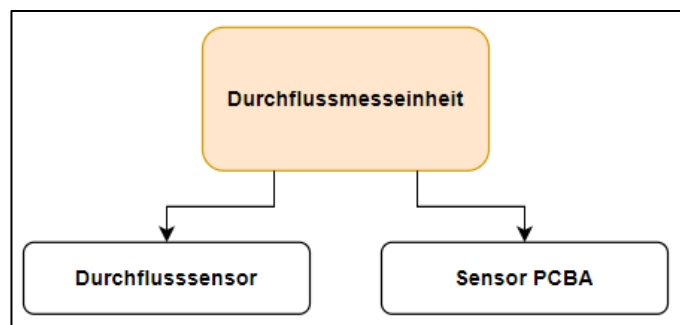 Durchflussmesseinheit
Durchflusssensor
Sensor PCBA